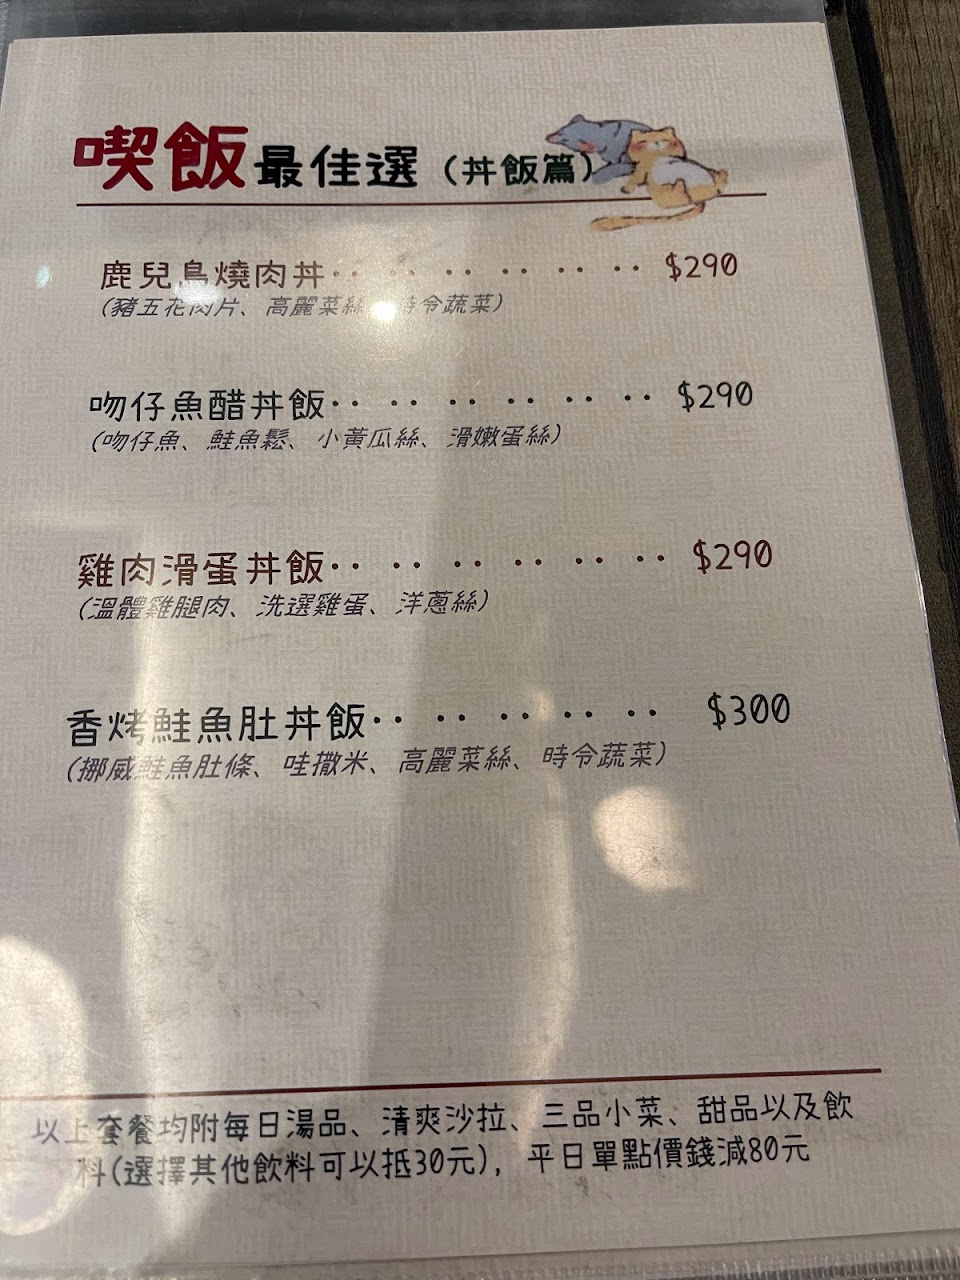 喫飯最佳選(丼飯篇)
鹿兒島燒肉丼·· ·· ·· ·· ·· ·· $290
(豬五花肉片、高麗菜絲、時令蔬菜)
吻仔魚醋丼飯·· ·· ·· ·· ·· ·· $290
(吻仔魚、鮭魚鬆、小黃瓜絲、滑嫩蛋絲)
雞肉滑蛋丼飯·· ·· ·· ·· ·· ·· $290
(溫體雞腿肉、洗選雞蛋、洋蔥絲)
香烤鮭魚肚丼飯·· ·· ·· ·· ·· $300
(挪威鮭魚肚條、哇撒米、高麗菜絲、時令蔬菜)
以上套餐均附每日湯品、清爽沙拉、三品小菜、甜品以及飲
料(選擇其他飲料可以抵30元), 平日單點價錢減80元